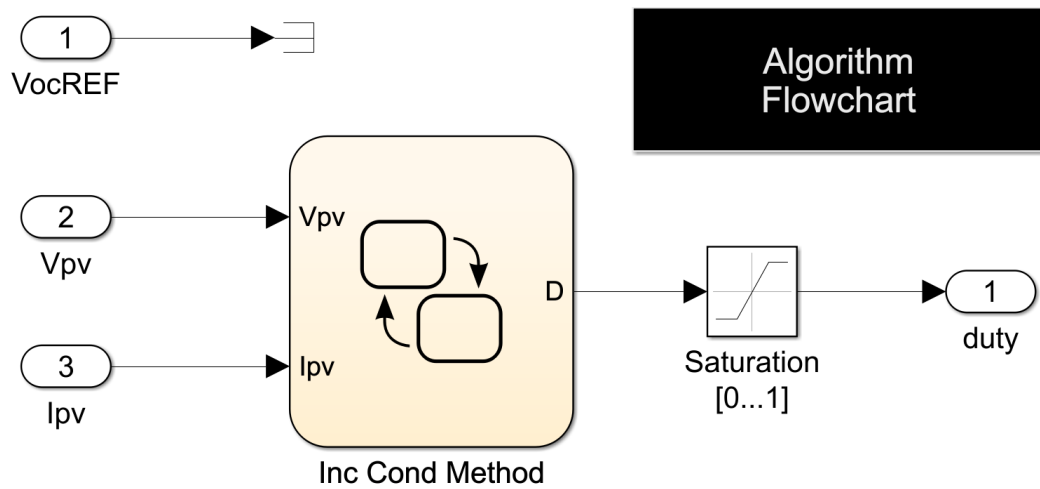 1
VocREF
Algorithm
Flowchart
2
Vpv
Vpv
D
1
duty
3
Ipv
Ipv
Saturation
[0...1]
Inc Cond Method